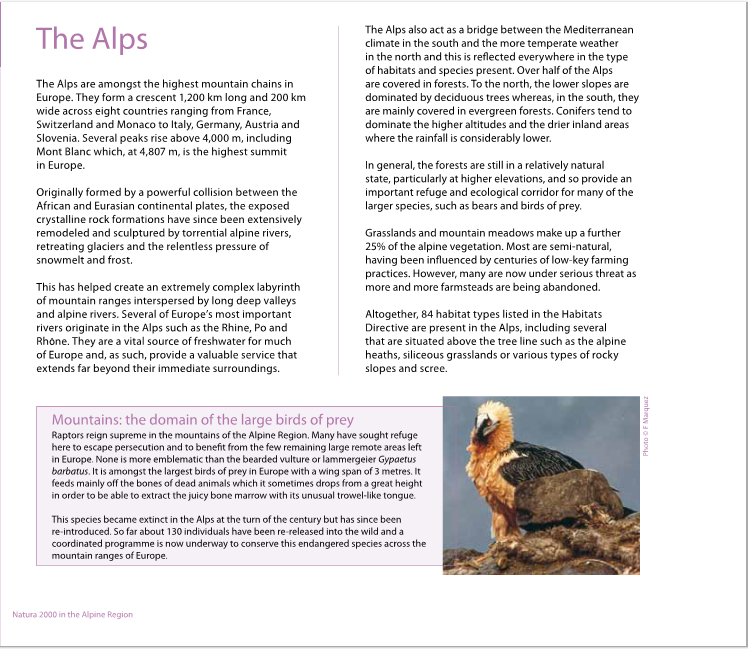 The Alps
The Alps are amongst the highest mountain chains in
Europe. They form a crescent 1,200 km long and 200 km
wide across eight countries ranging from France,
Switzerland and Monaco to Italy, Germany, Austria and
Slovenia. Several peaks rise above 4,000 m, including
Mont Blanc which, at 4,807 m, is the highest summit
in Europe.
Originally formed by a powerful collision between the
African and Eurasian continental plates, the exposed
crystalline rock formations have since been extensively
remodeled and sculptured by torrential alpine rivers,
retreating glaciers and the relentless pressure of
snowmelt and frost.
This has helped create an extremely complex labyrinth
of mountain ranges interspersed by long deep valleys
and alpine rivers. Several of Europe's most important
rivers originate in the Alps such as the Rhine, Po and
Rhône. They are a vital source of freshwater for much
of Europe and, as such, provide a valuable service that
extends far beyond their immediate surroundings.
The Alps also act as a bridge between the Mediterranean
climate in the south and the more temperate weather
in the north and this is reflected everywhere in the type
of habitats and species present. Over half of the Alps
are covered in forests. To the north, the lower slopes are
dominated by deciduous trees whereas, in the south, they
are mainly covered in evergreen forests. Conifers tend to
dominate the higher altitudes and the drier inland areas
where the rainfall is considerably lower.
In general, the forests are still in a relatively natural
state, particularly at higher elevations, and so provide an
important refuge and ecological corridor for many of the
larger species, such as bears and birds of prey.
Grasslands and mountain meadows make up a further
25% of the alpine vegetation. Most are semi-natural,
having been influenced by centuries of low-key farming
practices. However, many are now under serious threat as
more and more farmsteads are being abandoned.
Altogether, 84 habitat types listed in the Habitats
Directive are present in the Alps, including several
that are situated above the tree line such as the alpine
heaths, siliceous grasslands or various types of rocky
slopes and scree.
Mountains: the domain of the large birds of prey
Raptors reign supreme in the mountains of the Alpine Region. Many have sought refuge
here to escape persecution and to benefit from the few remaining large remote areas left
in Europe. None is more emblematic than the bearded vulture or lammergeier Gypaetus
barbatus. It is amongst the largest birds of prey in Europe with a wing span of 3 metres. It
feeds mainly off the bones of dead animals which it sometimes drops from a great height
in order to be able to extract the juicy bone marrow with its unusual trowel-like tongue.
This species became extinct in the Alps at the turn of the century but has since been
re-introduced. So far about 130 individuals have been re-released into the wild and a
coordinated programme is now underway to conserve this endangered species across the
mountain ranges of Europe.
Photo © F Marquez
Natura 2000 in the Alpine Region